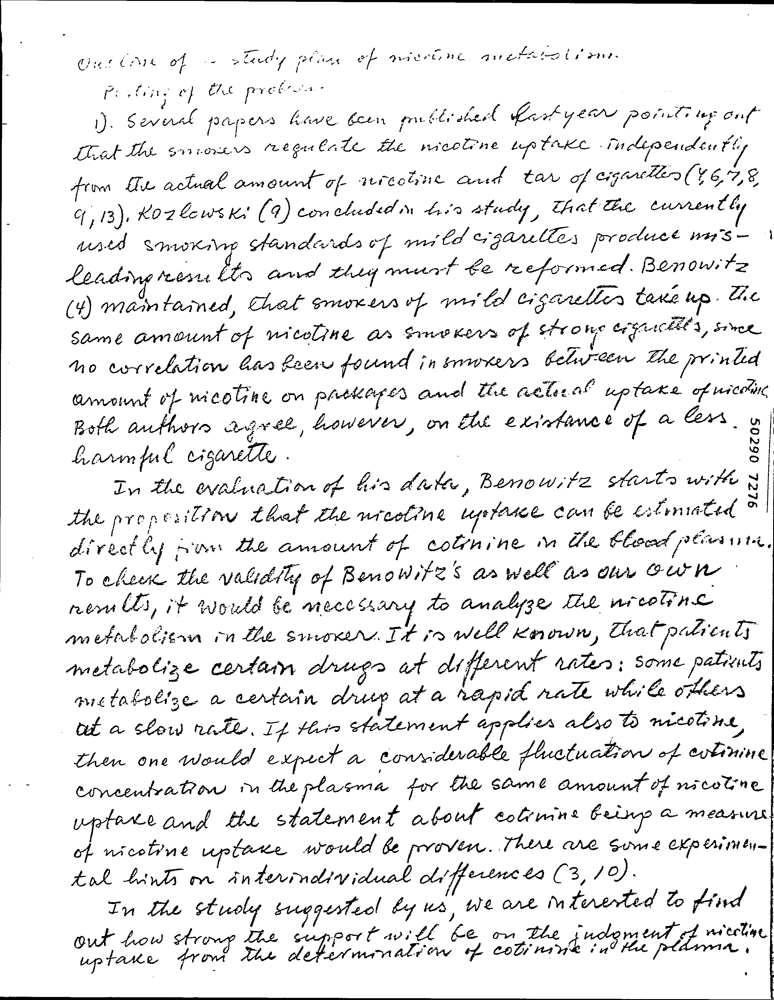 Outline of a study plan of nicotine metabolism.
Posting of the problem.
1). Several papers have been published last year pointing out
that the smokers regulate the nicotine uptake independently
from the actual amount of nicotine and tar of cigarettes (4,6,7,8,
9,13). Kozlowski (9) concluded in his study, that the currently
used smoking standards of mild cigarettes produce mis-
leading results and they must be reformed. Benowitz
(4) maintained, that smokers of mild cigarettes take up the
same amount of nicotine as smokers of strong cigarettes, since
no correlation has been found in smokers between the printed
amount of nicotine on packages and the actual uptake of nicotine.
Both authors agree, however, on the existance of a less
harmful cigarette.
In the evaluation of his data, Benowitz starts with
the proposition that the nicotine uptake can be estimated
directly from the amount of cotinine in the blood plasma.
To check the validity of Benowitz's as well as our own
results, it would be necessary to analyze the nicotine
metabolism in the smoker. It is well known, that patients
metabolize certain drugs at different rates: some patients
metabolize a certain drug at a rapid rate while others
at a slow rate. If this statement applies also to nicotine,
then one would expect a considerable fluctuation of cotinine
concentration in the plasma for the same amount of nicotine
uptake and the statement about cotinine being a measure
of nicotine uptake would be proven. There are some experimen-
tal hints on interindividual differences (3,10).
In the study suggested by us, we are interested to find
out how strong the support will be on the judgment of nicotine
uptake from the determination of cotinine in the plasma.
50290 7276